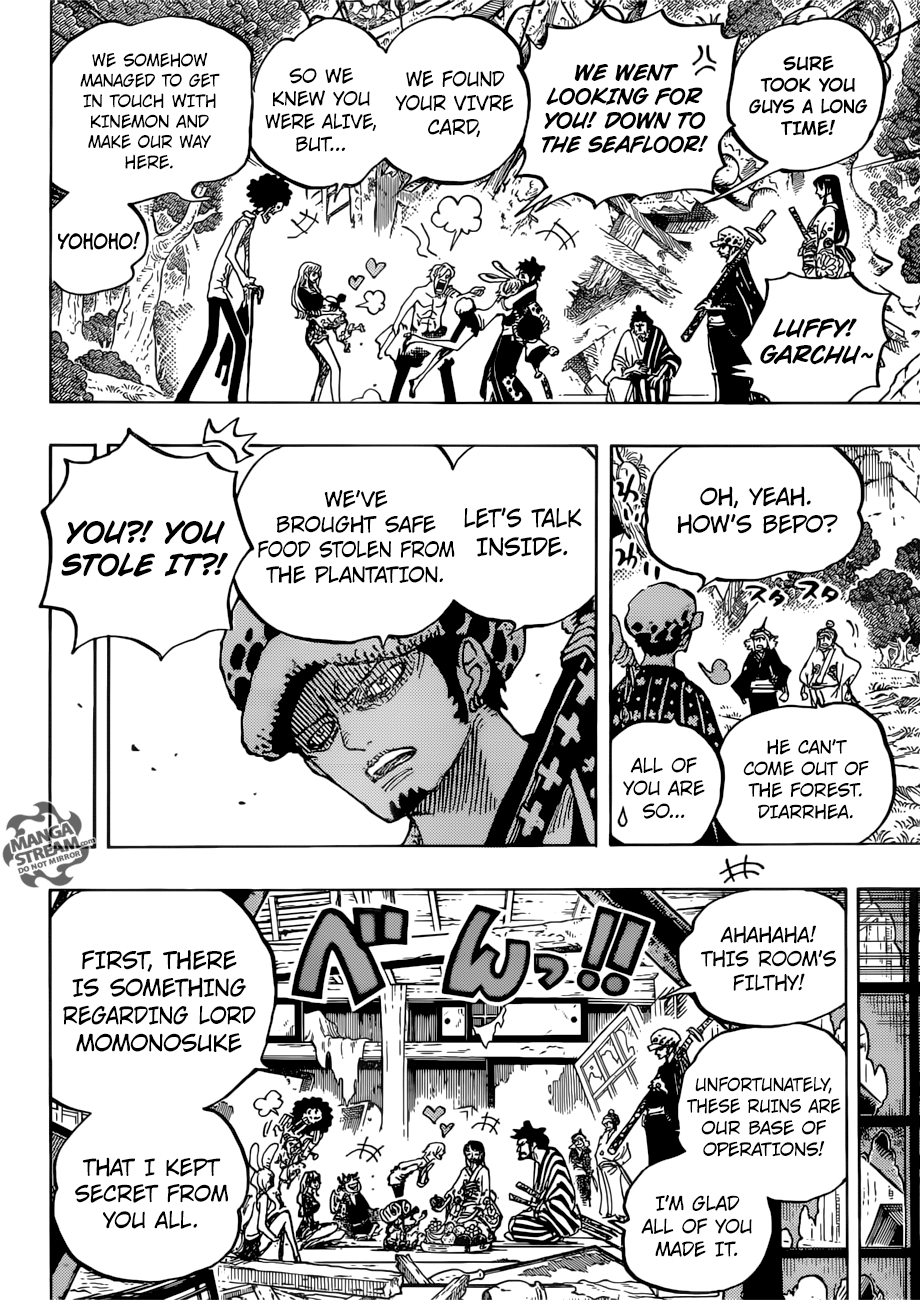 SURE
TOOK YOU
GUYS A LONG
TIME!
WE WENT
LOOKING FOR
YOU! DOWN TO
THE SEAFLOOR!
WE FOUND
YOUR VIVRE
CARD,
SO WE
KNEW YOU
WERE ALIVE,
BUT...
WE SOMEHOW
MANAGED TO GET
IN TOUCH WITH
KINEMON AND
MAKE OUR WAY
HERE.
YOHOHO!
LUFFY!
GARCHU~
OH, YEAH.
HOW'S BEPO?
スタ スタ
HE CAN'T
COME OUT OF
THE FOREST.
DIARRHEA.
ALL OF
YOU ARE
SO...
LET'S TALK
INSIDE.
WE'VE
BROUGHT SAFE
FOOD STOLEN FROM
THE PLANTATION.
YOU?! YOU
STOLE IT?!
MANGA
STREAM.com
DO NOT MIRROR
AHAHAHA!
THIS ROOM'S
FILTHY!
UNFORTUNATELY,
THESE RUINS ARE
OUR BASE OF
OPERATIONS!
I'M GLAD
ALL OF YOU
MADE IT.
べんっ!!
FIRST, THERE
IS SOMETHING
REGARDING LORD
MOMONOSUKE
THAT I KEPT
SECRET FROM
YOU ALL.